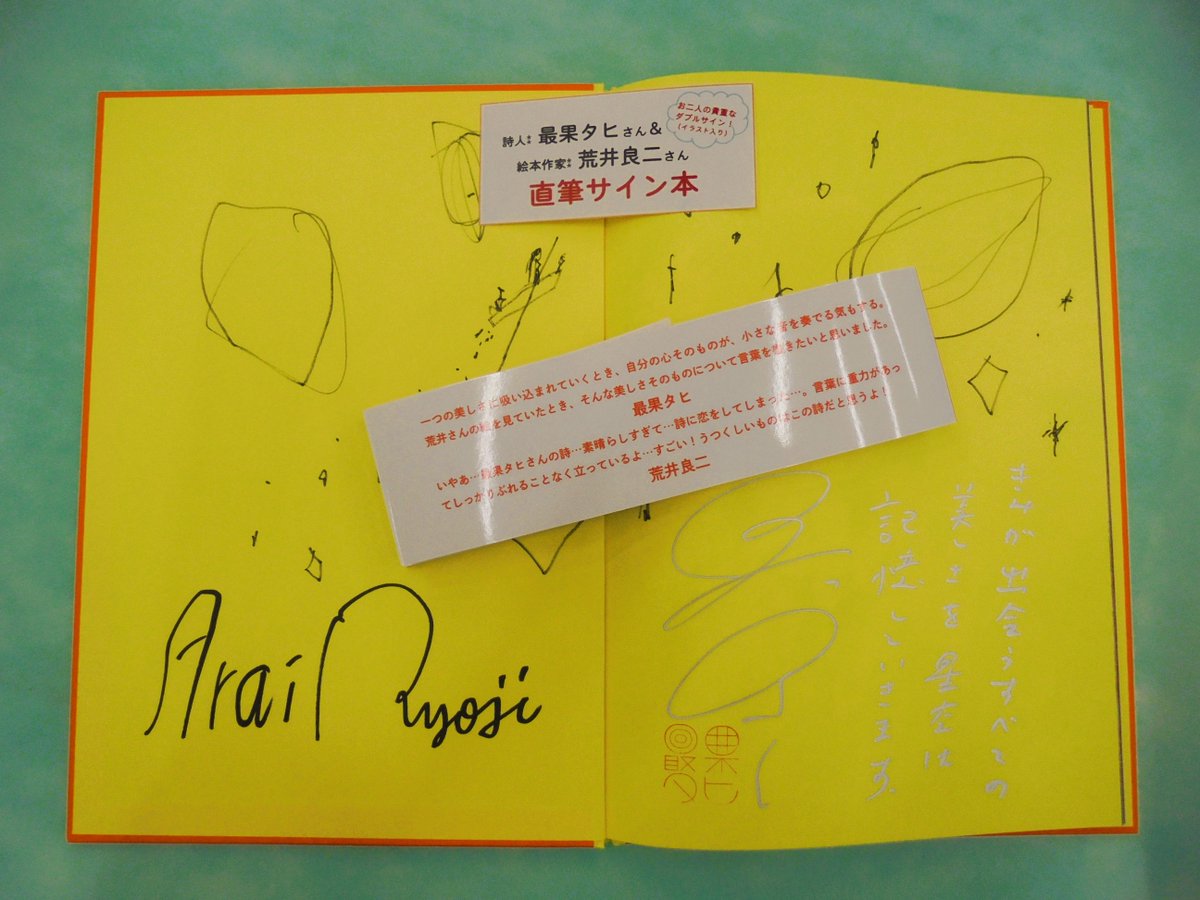 詩人 最果タヒさん&
絵本作家 荒井良二さん
直筆サイン本
お二人の貴重な
ダブルサイン!
(イラスト入り)
一つの美しさに吸い込まれていくとき、自分の心そのものが、小さな音を奏でる気もする。
荒井さんの絵を見ていたとき、そんな美しさそのものについて言葉を書きたいと思いました。
最果タヒ
いやあ…最果タヒさんの詩…素晴らしすぎて…詩に恋をしてしまった…。言葉に重力があっ
てしっかりぶれることなく立っているよ…すごい!うつくしいものはこの詩だと思うよ!
荒井良二
Arai Ryoji
きみが出会うすべての
美しさを星空は
記憶しています。
最果タヒ